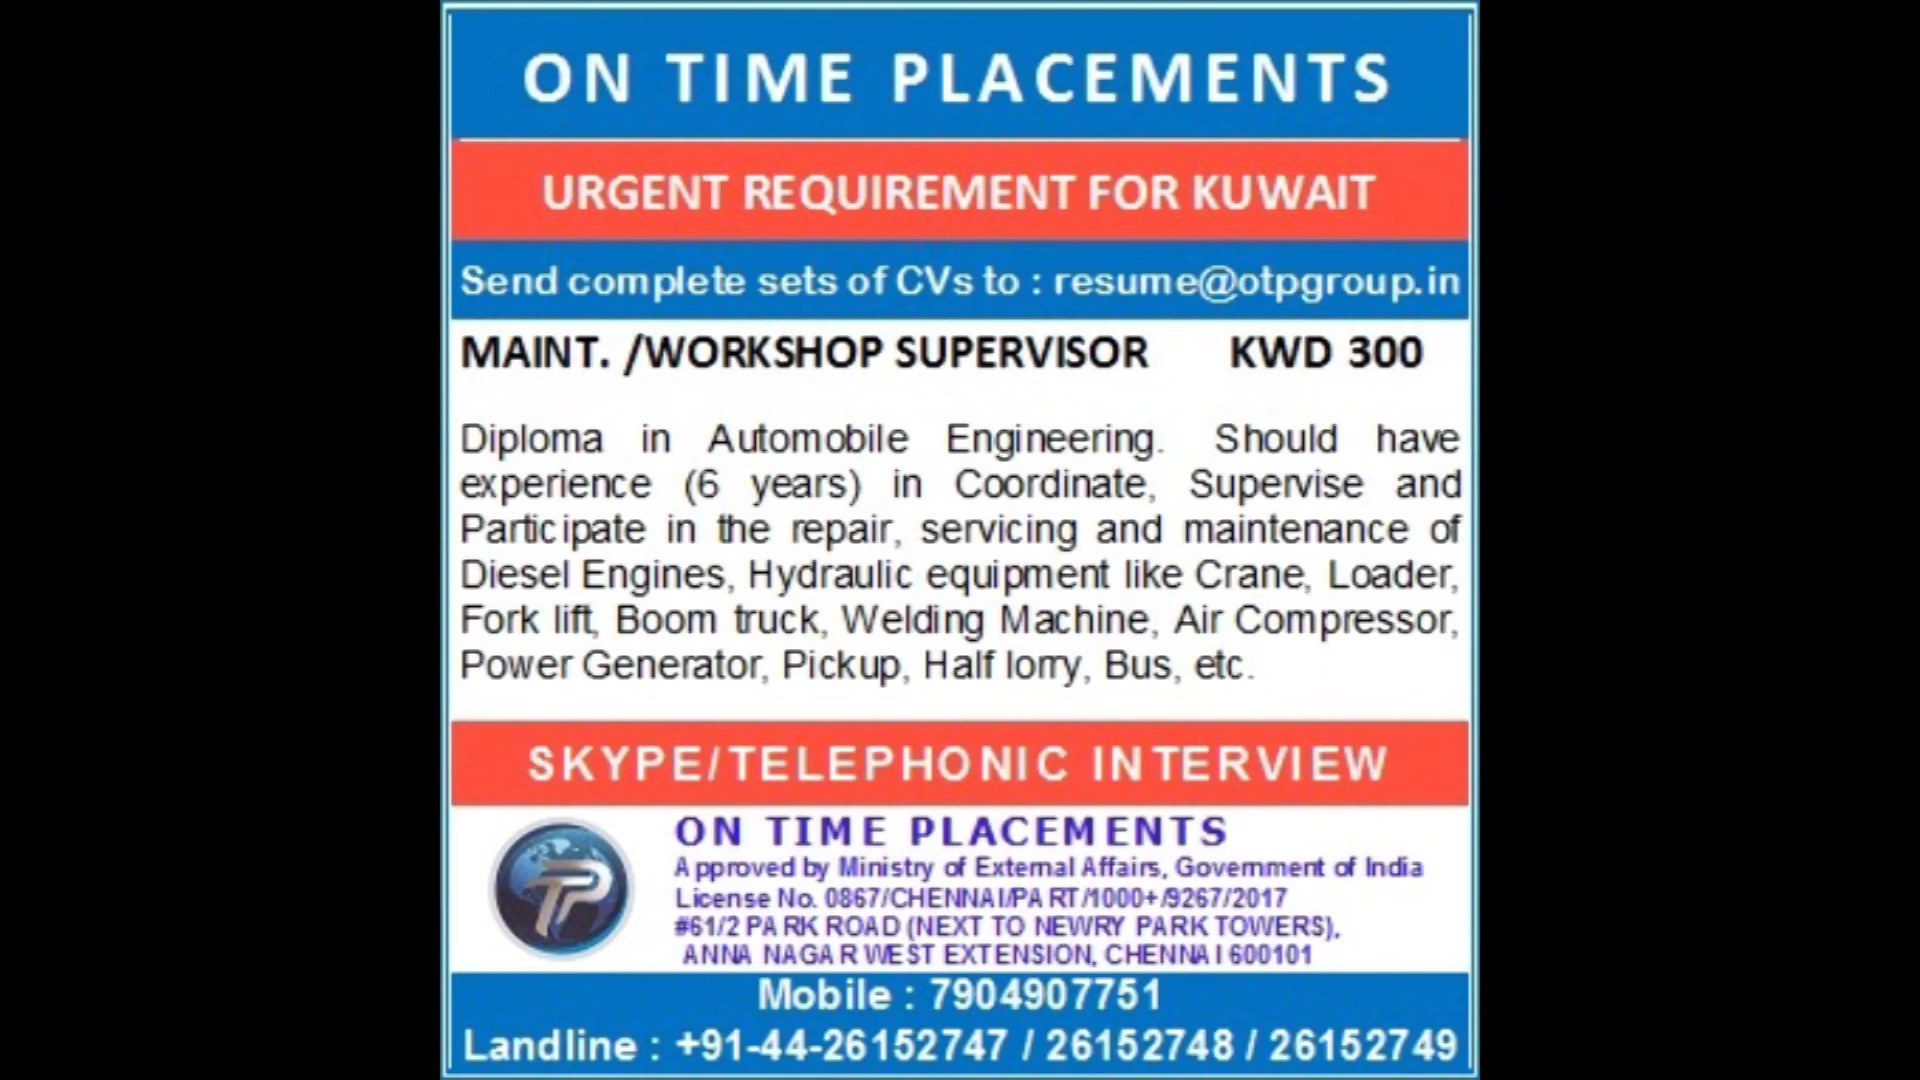 ON TIME PLACEMENTS
URGENT REQUIREMENT FOR KUWAIT
Send complete sets of CVs to : resume@otpgroup.in
MAINT. /WORKSHOP SUPERVISOR KWD 300
Diploma in Automobile Engineering. Should have
experience (6 years) in Coordinate, Supervise and
Participate in the repair, servicing and maintenance of
Diesel Engines, Hydraulic equipment like Crane, Loader,
Fork lift, Boom truck, Welding Machine, Air Compressor,
Power Generator, Pickup, Half lorry, Bus, etc.
SKYPE/TELEPHONIC INTERVIEW
TP
ON TIME PLACEMENTS
Approved by Ministry of External Affairs, Government of India
License No. 0867/CHENNAI/PART/1000+/9267/2017
#61/2 PARK ROAD (NEXT TO NEWRY PARK TOWERS),
ANNA NAGAR WEST EXTENSION, CHENNAI 600101
Mobile : 7904907751
Landline : +91-44-26152747 / 26152748 / 26152749